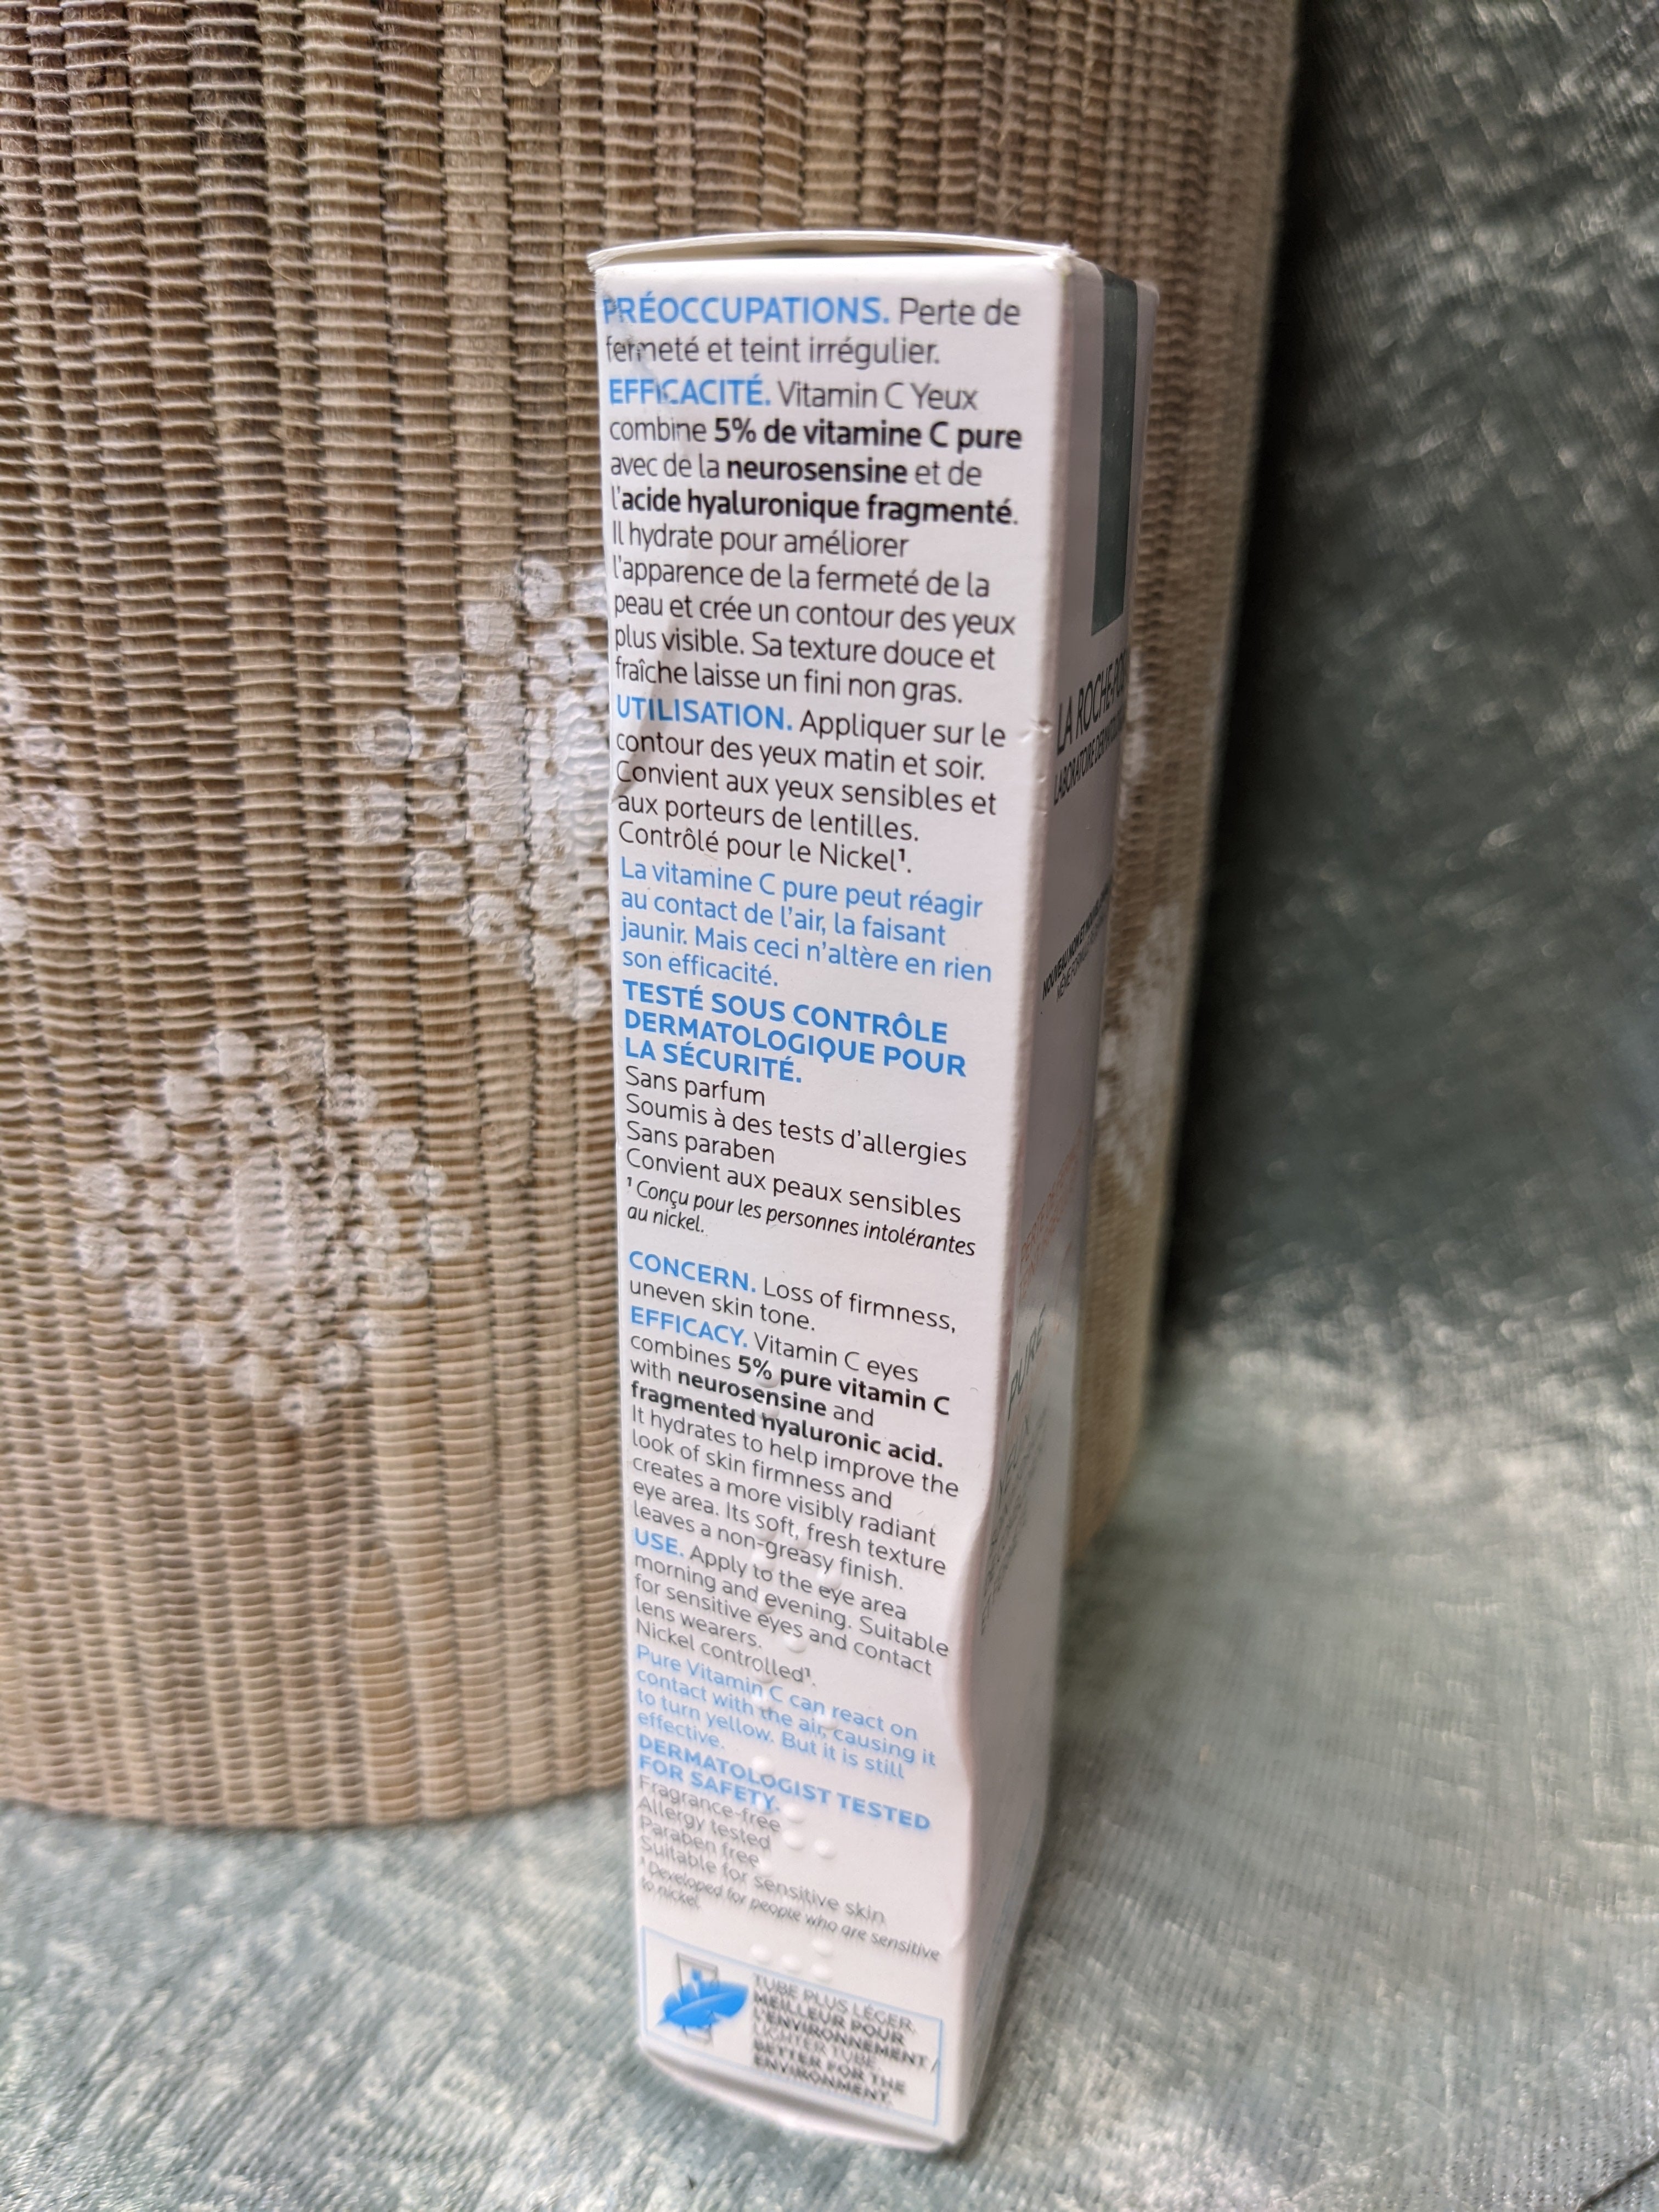 PRÉOCCUPATIONS. Perte de
fermeté et teint irrégulier.
EFFICACITÉ. Vitamin C Yeux
combine 5% de vitamine C pure
avec de la neurosensine et de
l'acide hyaluronique fragmenté.
Il hydrate pour améliorer
l'apparence de la fermeté de la
peau et crée un contour des yeux
plus visible. Sa texture douce et
fraîche laisse un fini non gras.
UTILISATION. Appliquer sur le
contour des yeux matin et soir.
Convient aux yeux sensibles et
aux porteurs de lentilles.
Contrôlé pour le Nickel¹.
La vitamine C pure peut réagir
au contact de l'air, la faisant
jaunir. Mais ceci n'altère en rien
son efficacité.
TESTÉ SOUS CONTRÔLE
DERMATOLOGIQUE POUR
LA SÉCURITÉ.
Sans parfum
Soumis à des tests d'allergies
Sans paraben
Convient aux peaux sensibles
¹ Conçu pour les personnes intolérantes
au nickel.
CONCERN. Loss of firmness,
uneven skin tone.
EFFICACY. Vitamin C eyes
combines 5% pure vitamin C
with neurosensine and
fragmented hyaluronic acid.
It hydrates to help improve the
look of skin firmness and
creates a more visibly radiant
eye area. Its soft, fresh texture
leaves a non-greasy finish.
USE. Apply to the eye area
morning and evening. Suitable
for sensitive eyes and contact
lens wearers.
Nickel controlled¹.
Pure Vitamin C can react on
contact with the air, causing it
to turn yellow. But it is still
effective.
DERMATOLOGIST TESTED
FOR SAFETY.
Fragrance-free
Allergy tested
Paraben free
Suitable for sensitive skin
¹ Developed for people who are sensitive
to nickel.
TUBE PLUS LÉGER,
MEILLEUR POUR
L'ENVIRONNEMENT /
LIGHTER TUBE
BETTER FOR THE
ENVIRONMENT.
LA ROCHE-
LABORATOIRE
PURE
YEUX